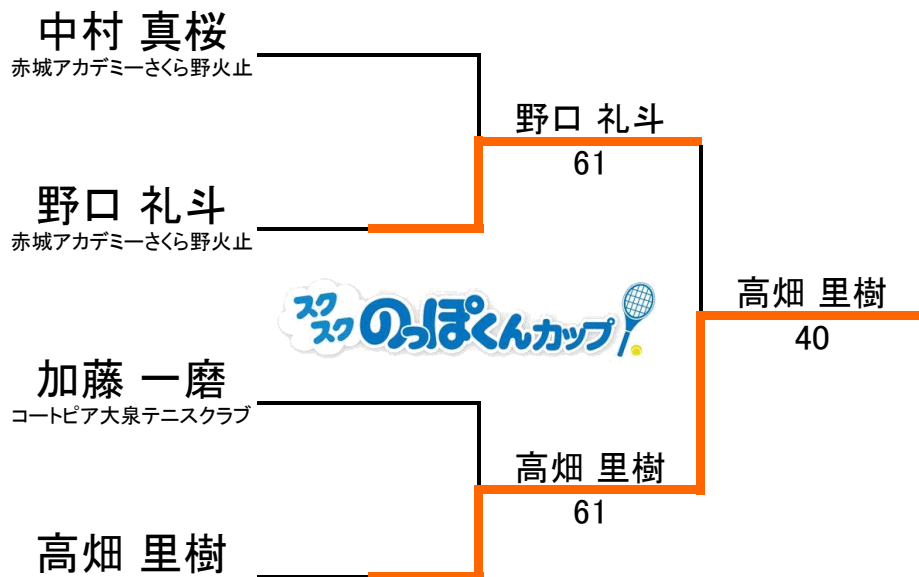 中村 真桜
赤城アカデミーさくら野火止
野口 礼斗
61
野口 礼斗
赤城アカデミーさくら野火止
スク
スク のっぽくんカップ
高畑 里樹
40
加藤 一磨
コートピア大泉テニスクラブ
高畑 里樹
61
高畑 里樹